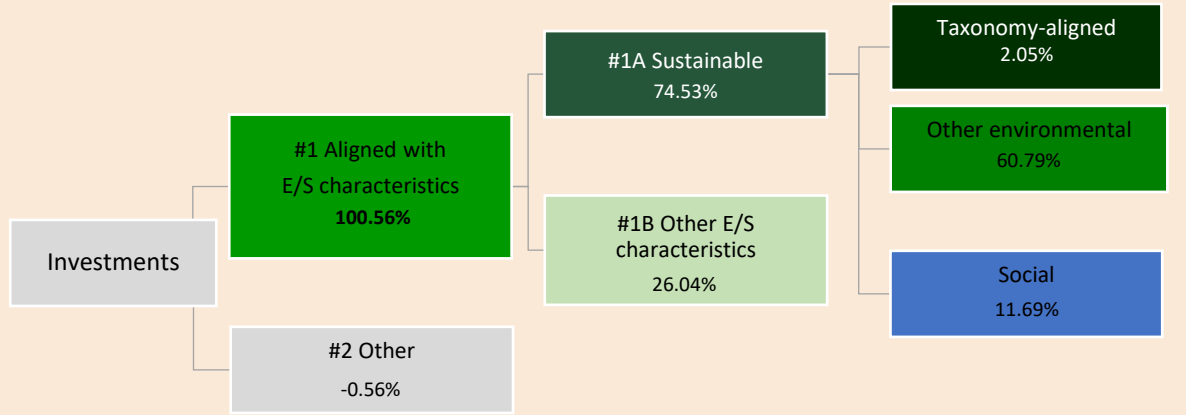 Investments
#1 Aligned with
E/S characteristics
100.56%
#2 Other
-0.56%
#1A Sustainable
74.53%
#1B Other E/S
characteristics
26.04%
Taxonomy-aligned
2.05%
Other environmental
60.79%
Social
11.69%